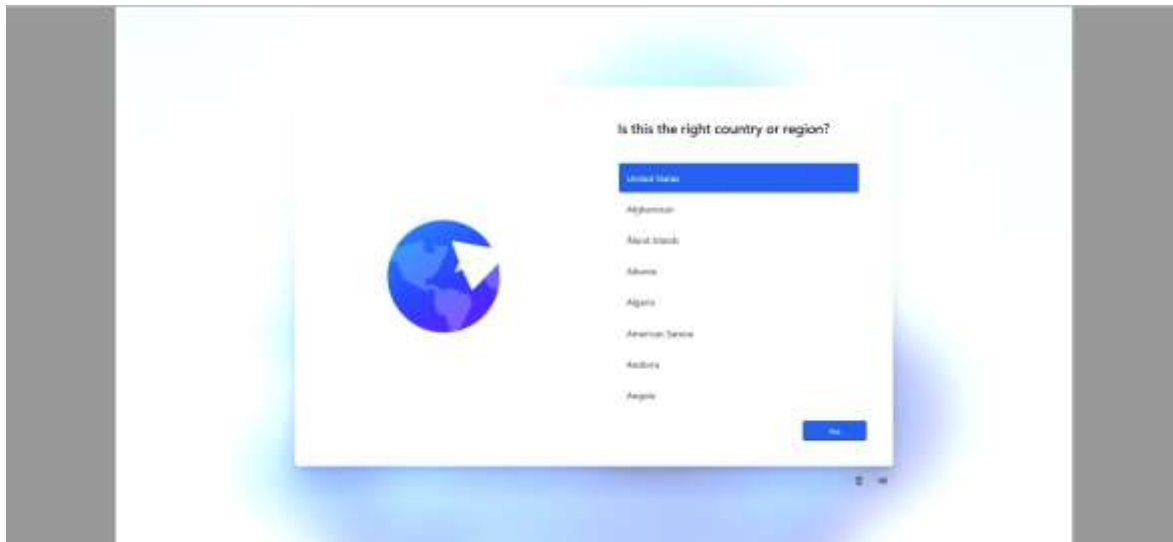 Is this the right country or region?
United States
Afghanistan
Åland Islands
Albania
Algeria
American Samoa
Andorra
Angola
Yes